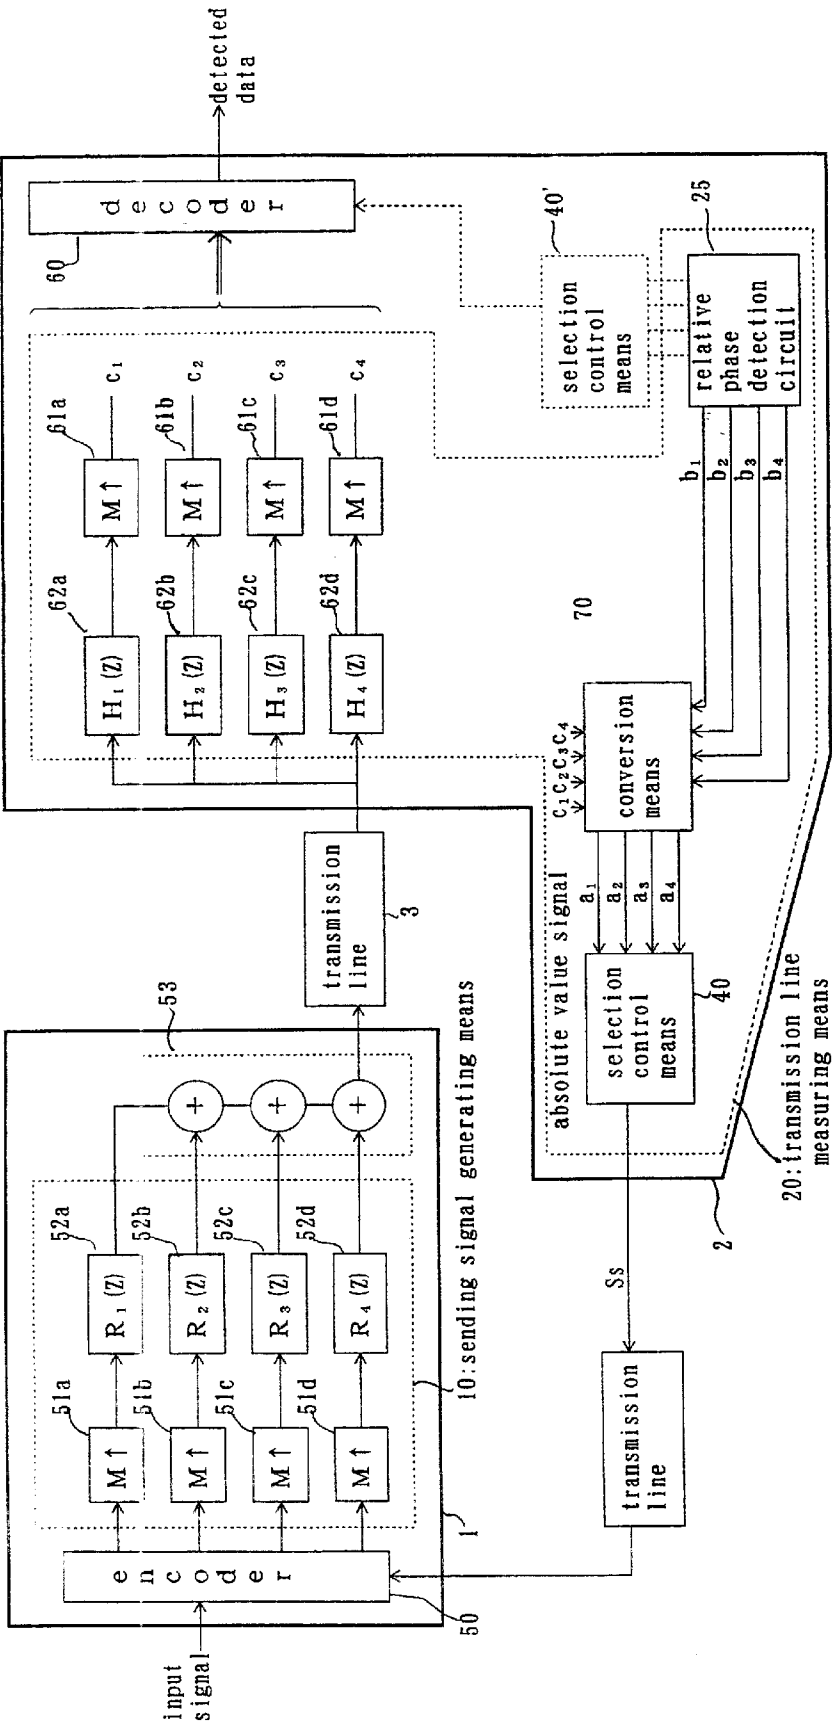 input
signal
encoder
50
1
M↑
51a
M↑
51b
M↑
51c
M↑
51d
R₁(Z)
52a
R₂(Z)
52b
R₃(Z)
52c
R₄(Z)
52d
+
+
+
53
10:sending signal generating means
transmission
line
3
H₁(Z)
62a
H₂(Z)
62b
H₃(Z)
62c
H₄(Z)
62d
M↑
61a
M↑
61b
M↑
61c
M↑
61d
C₁
C₂
C₃
C₄
60
decoder
detected
data
selection
control
means
40'
relative
phase
detection
circuit
25
b₁
b₂
b₃
b₄
70
C₁C₂C₃C₄
conversion
means
absolute value signal
a₁
a₂
a₃
a₄
selection
control
means
40
20:transmission line
measuring means
2
Ss
transmission
line